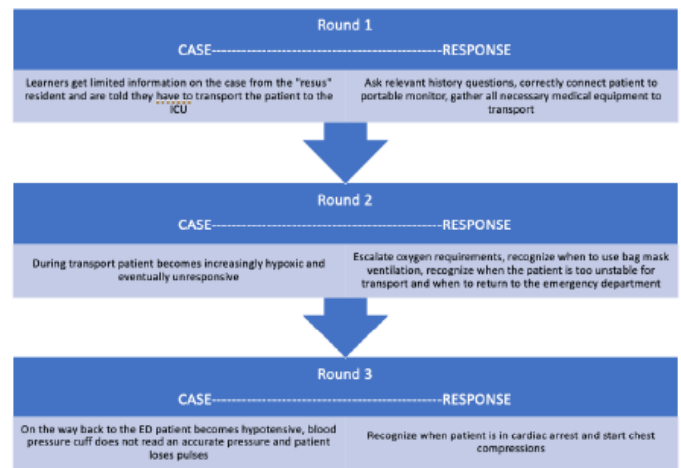 Round 1
CASE-------------------------------------------RESPONSE
Learners get limited information on the case from the "resus"
resident and are told they have to transport the patient to the
ICU
Ask relevant history questions, correctly connect patient to
portable monitor, gather all necessary medical equipment to
transport
Round 2
CASE-------------------------------------------RESPONSE
During transport patient becomes increasingly hypoxic and
eventually unresponsive
Escalate oxygen requirements, recognize when to use bag mask
ventilation, recognize when the patient is too unstable for
transport and when to return to the emergency department
Round 3
CASE-------------------------------------------RESPONSE
On the way back to the ED patient becomes hypotensive, blood
pressure cuff does not read an accurate pressure and patient
loses pulses
Recognize when patient is in cardiac arrest and start chest
compressions